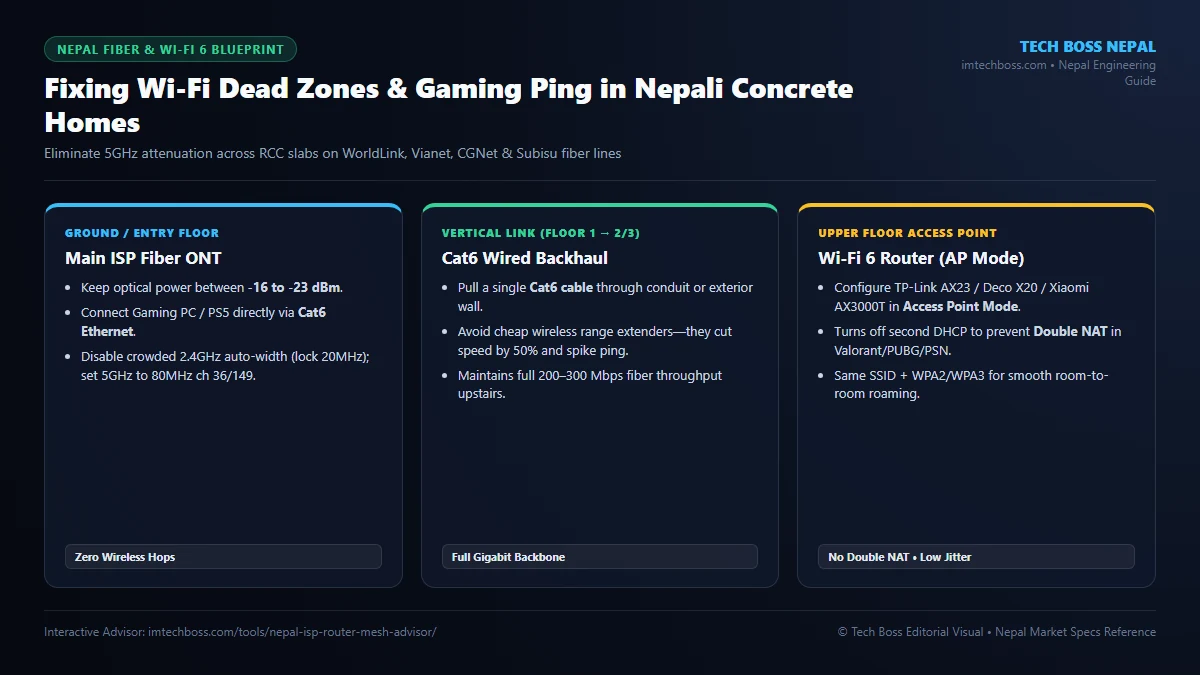 NEPAL FIBER & WI-FI 6 BLUEPRINT
TECH BOSS NEPAL
imtechboss.com • Nepal Engineering
Guide
Fixing Wi-Fi Dead Zones & Gaming Ping in Nepali Concrete
Homes
Eliminate 5GHz attenuation across RCC slabs on WorldLink, Vianet, CGNet & Subisu fiber lines
GROUND / ENTRY FLOOR
Main ISP Fiber ONT
• Keep optical power between -16 to -23 dBm.
• Connect Gaming PC / PS5 directly via Cat6
Ethernet.
• Disable crowded 2.4GHz auto-width (lock 20MHz);
set 5GHz to 80MHz ch 36/149.
Zero Wireless Hops
VERTICAL LINK (FLOOR 1 → 2/3)
Cat6 Wired Backhaul
• Pull a single Cat6 cable through conduit or exterior
wall.
• Avoid cheap wireless range extenders—they cut
speed by 50% and spike ping.
• Maintains full 200–300 Mbps fiber throughput
upstairs.
Full Gigabit Backbone
UPPER FLOOR ACCESS POINT
Wi-Fi 6 Router (AP Mode)
• Configure TP-Link AX23 / Deco X20 / Xiaomi
AX3000T in Access Point Mode.
• Turns off second DHCP to prevent Double NAT in
Valorant/PUBG/PSN.
• Same SSID + WPA2/WPA3 for smooth room-to-
room roaming.
No Double NAT • Low Jitter
Interactive Advisor: imtechboss.com/tools/nepal-isp-router-mesh-advisor/
© Tech Boss Editorial Visual • Nepal Market Specs Reference